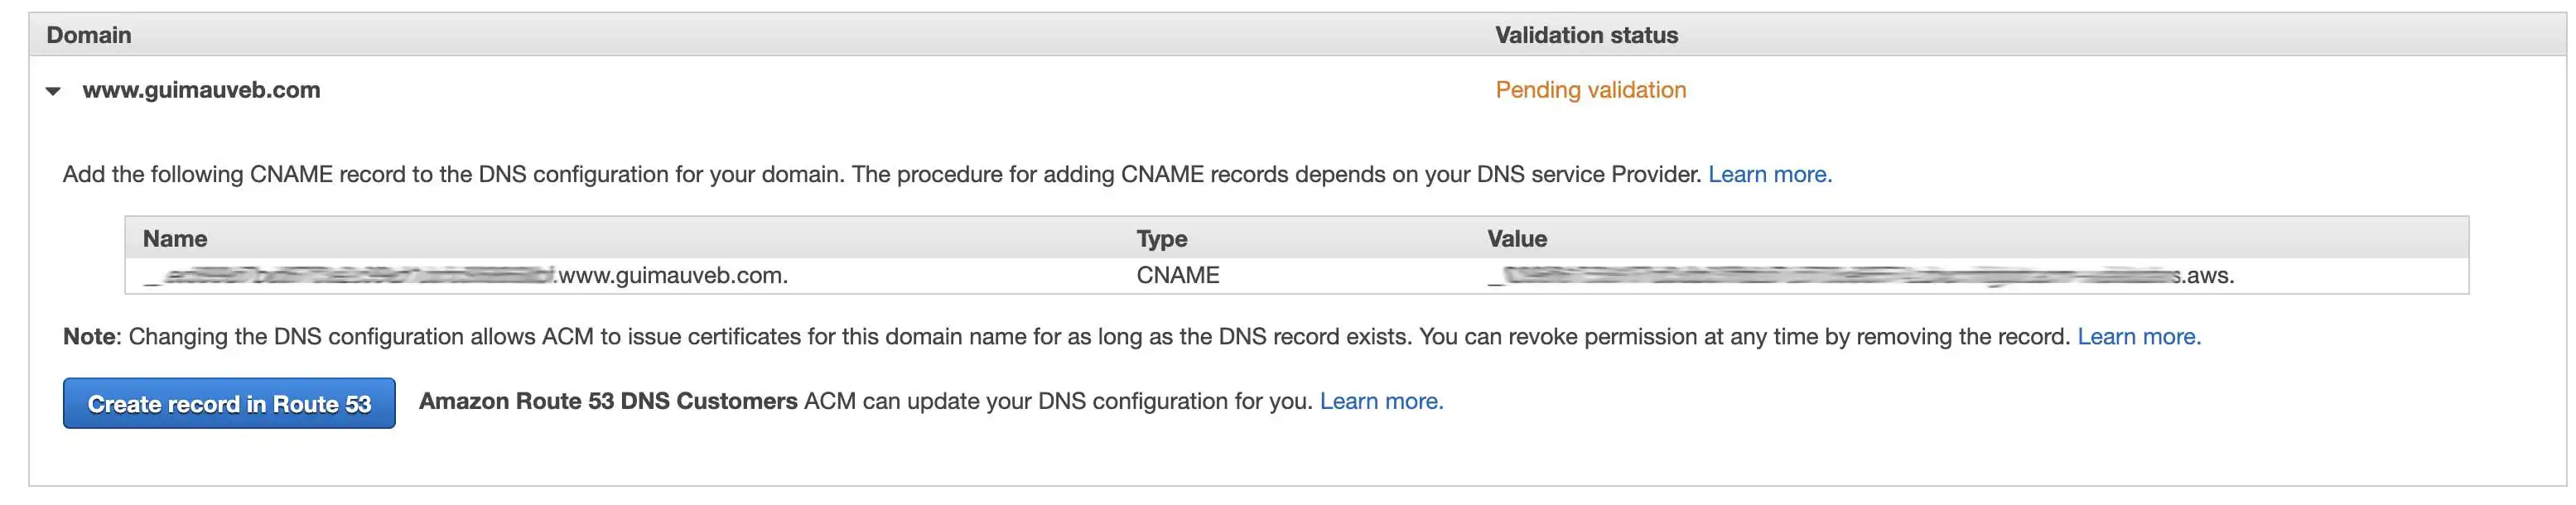 Domain Validation status
www.guimauveb.com Pending validation
Add the following CNAME record to the DNS configuration for your domain. The procedure for adding CNAME records depends on your DNS service Provider. Learn more.
Name Type Value
.www.guimauveb.com. CNAME s.aws.
Note: Changing the DNS configuration allows ACM to issue certificates for this domain name for as long as the DNS record exists. You can revoke permission at any time by removing the record. Learn more.
Create record in Route 53 Amazon Route 53 DNS Customers ACM can update your DNS configuration for you. Learn more.